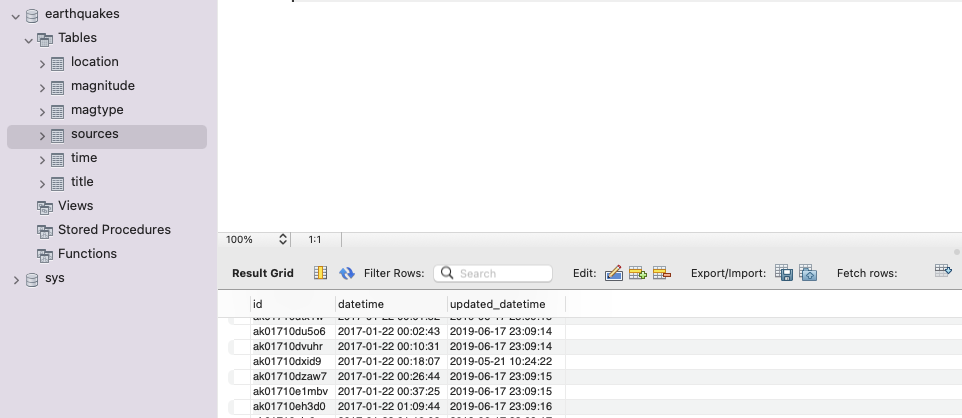 earthquakes
Tables
location
magnitude
magtype
sources
time
title
Views
Stored Procedures
Functions
sys
100% 1:1
Result Grid Filter Rows: Search Edit: Export/Import: Fetch rows:
id datetime updated_datetime
ak01710du5o6 2017-01-22 00:02:43 2019-06-17 23:09:14
ak01710dvuhr 2017-01-22 00:10:31 2019-06-17 23:09:14
ak01710dxid9 2017-01-22 00:18:07 2019-05-21 10:24:22
ak01710dzaw7 2017-01-22 00:26:44 2019-06-17 23:09:15
ak01710e1mbv 2017-01-22 00:37:25 2019-06-17 23:09:15
ak01710eh3d0 2017-01-22 01:09:44 2019-06-17 23:09:16